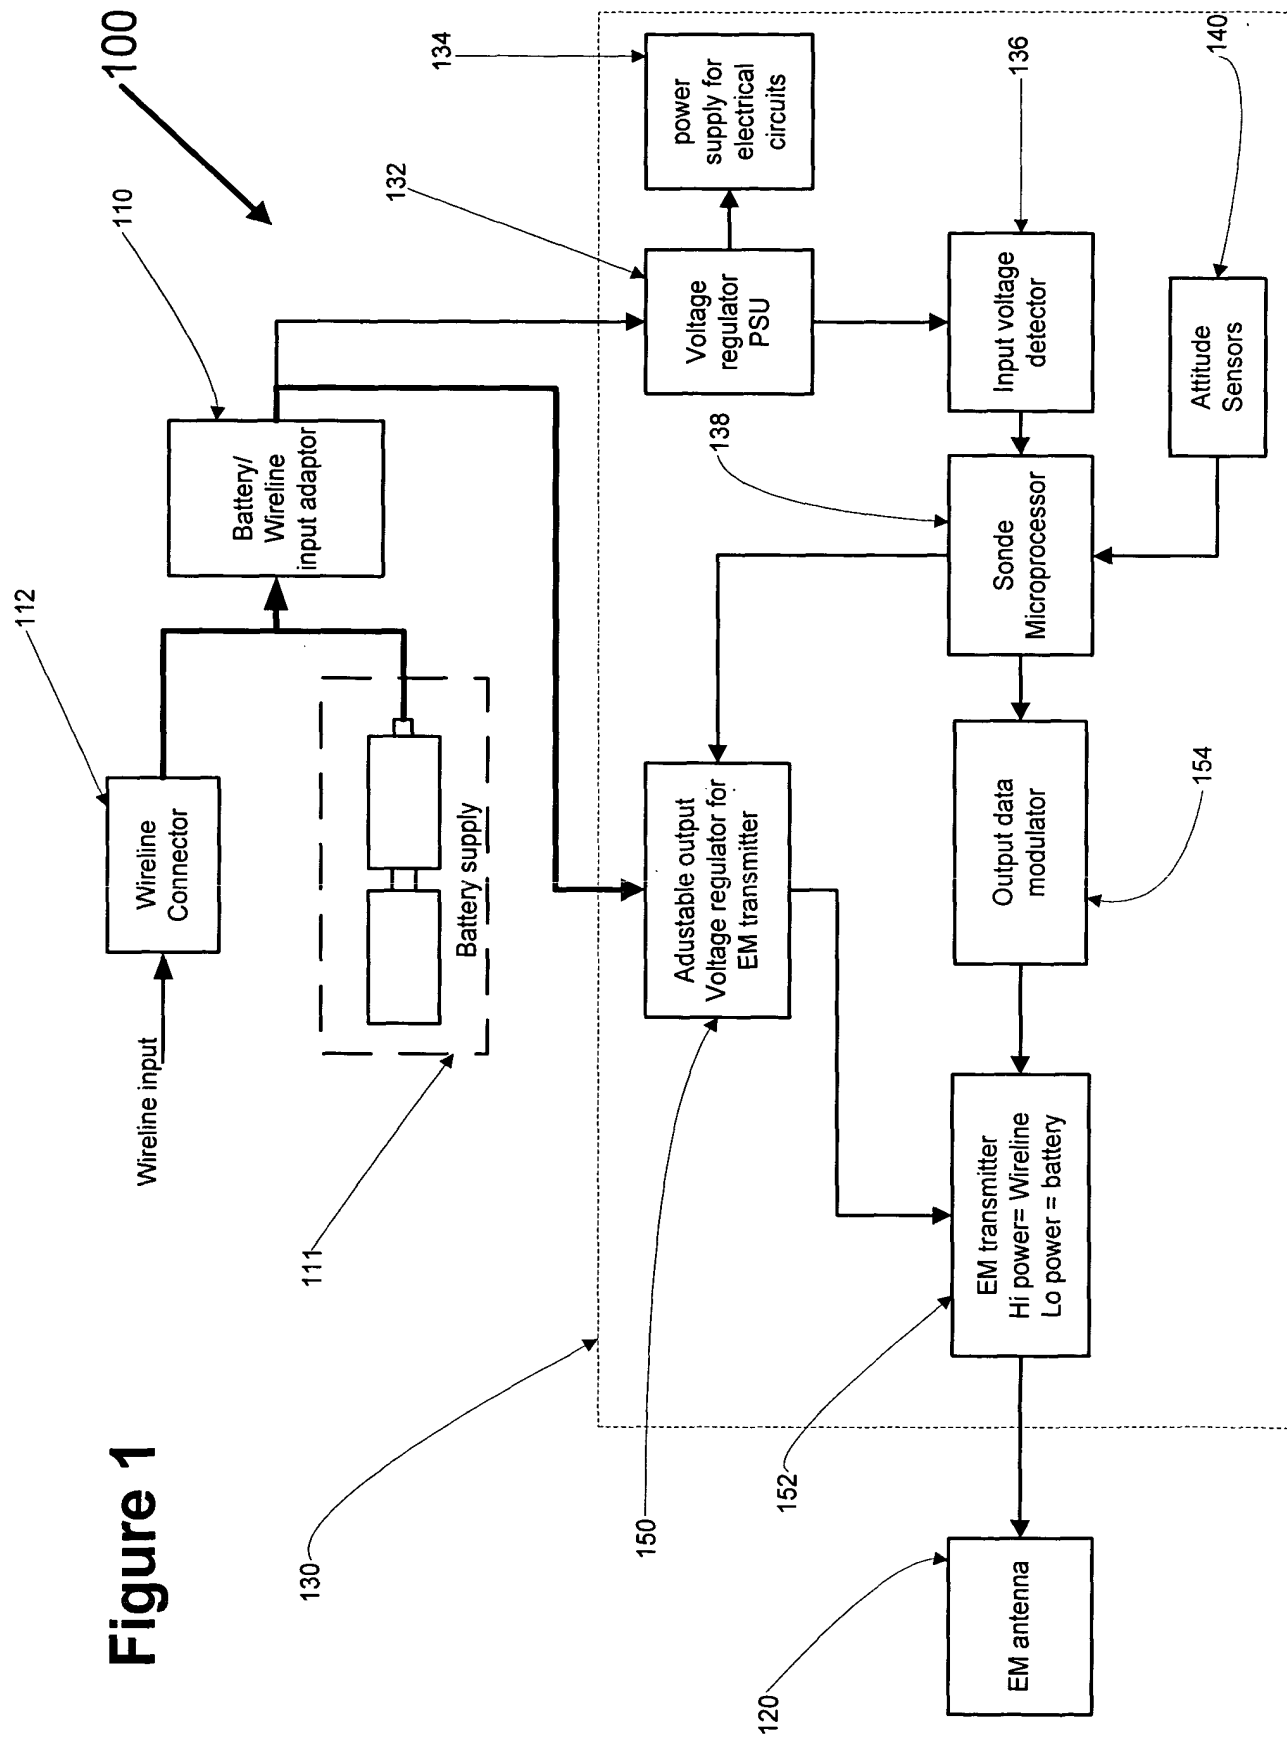 Figure 1
100
112
110
Wireline input
Wireline
Connector
Battery/
Wireline
input adaptor
111
Battery supply
132
134
130
150
Adustable output
Voltage regulator for
EM transmitter
138
Voltage
regulator
PSU
power
supply for
electrical
circuits
152
120
EM antenna
EM transmitter
Hi power= Wireline
Lo power = battery
Output data
modulator
Sonde
Microprocessor
Input voltage
detector
136
154
Attitude
Sensors
140